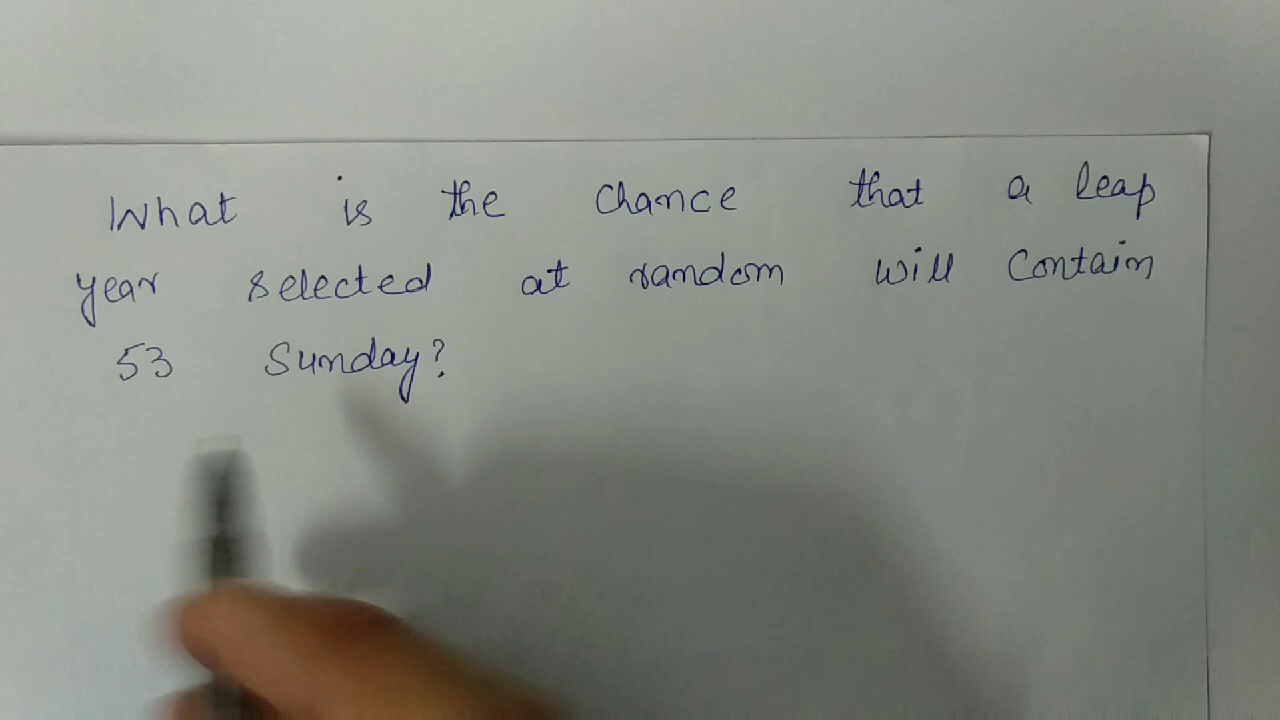 What is the chance that a leap
year selected at random will contain
53 Sunday?